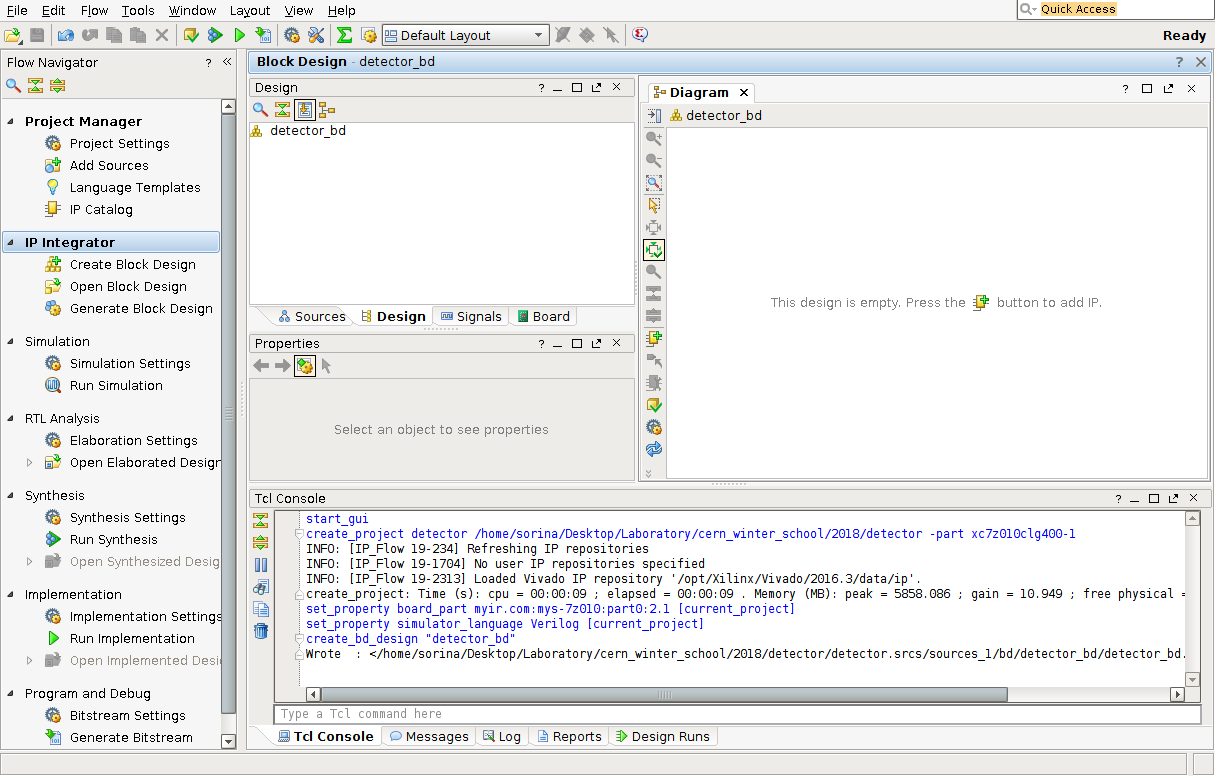 File Edit Flow Tools Window Layout View Help
Quick Access
Default Layout
Ready
Flow Navigator ? «
Project Manager
Project Settings
Add Sources
Language Templates
IP Catalog
IP Integrator
Create Block Design
Open Block Design
Generate Block Design
Simulation
Simulation Settings
Run Simulation
RTL Analysis
Elaboration Settings
Open Elaborated Design
Synthesis
Synthesis Settings
Run Synthesis
Open Synthesized Desig
Implementation
Implementation Settings
Run Implementation
Open Implemented Desi
Program and Debug
Bitstream Settings
Generate Bitstream
Block Design - detector_bd ?
Design ?
detector_bd
Sources Design Signals Board
Properties ?
Select an object to see properties
Diagram ?
detector_bd
This design is empty. Press the button to add IP.
Tcl Console ?
start_gui
create_project detector /home/sorina/Desktop/Laboratory/cern_winter_school/2018/detector -part xc7z010clg400-1
INFO: [IP_Flow 19-234] Refreshing IP repositories
INFO: [IP_Flow 19-1704] No user IP repositories specified
INFO: [IP_Flow 19-2313] Loaded Vivado IP repository '/opt/Xilinx/Vivado/2016.3/data/ip'.
create_project: Time (s): cpu = 00:00:09 ; elapsed = 00:00:09 . Memory (MB): peak = 5858.086 ; gain = 10.949 ; free physical =
set_property board_part myir.com:mys-7z010:part0:2.1 [current_project]
set_property simulator_language Verilog [current_project]
create_bd_design "detector_bd"
Wrote : </home/sorina/Desktop/Laboratory/cern_winter_school/2018/detector/detector.srcs/sources_1/bd/detector_bd/detector_bd.
Type a Tcl command here
Tcl Console Messages Log Reports Design Runs